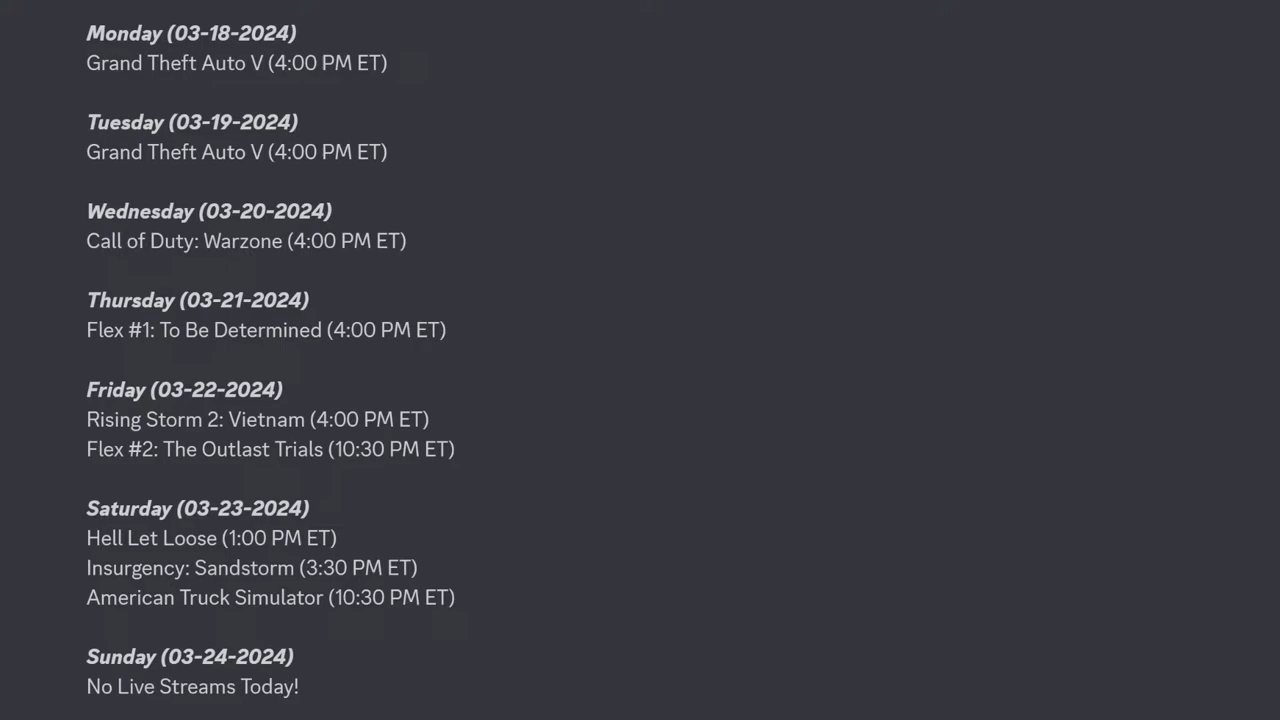 Monday (03-18-2024)
Grand Theft Auto V (4:00 PM ET)
Tuesday (03-19-2024)
Grand Theft Auto V (4:00 PM ET)
Wednesday (03-20-2024)
Call of Duty: Warzone (4:00 PM ET)
Thursday (03-21-2024)
Flex #1: To Be Determined (4:00 PM ET)
Friday (03-22-2024)
Rising Storm 2: Vietnam (4:00 PM ET)
Flex #2: The Outlast Trials (10:30 PM ET)
Saturday (03-23-2024)
Hell Let Loose (1:00 PM ET)
Insurgency: Sandstorm (3:30 PM ET)
American Truck Simulator (10:30 PM ET)
Sunday (03-24-2024)
No Live Streams Today!